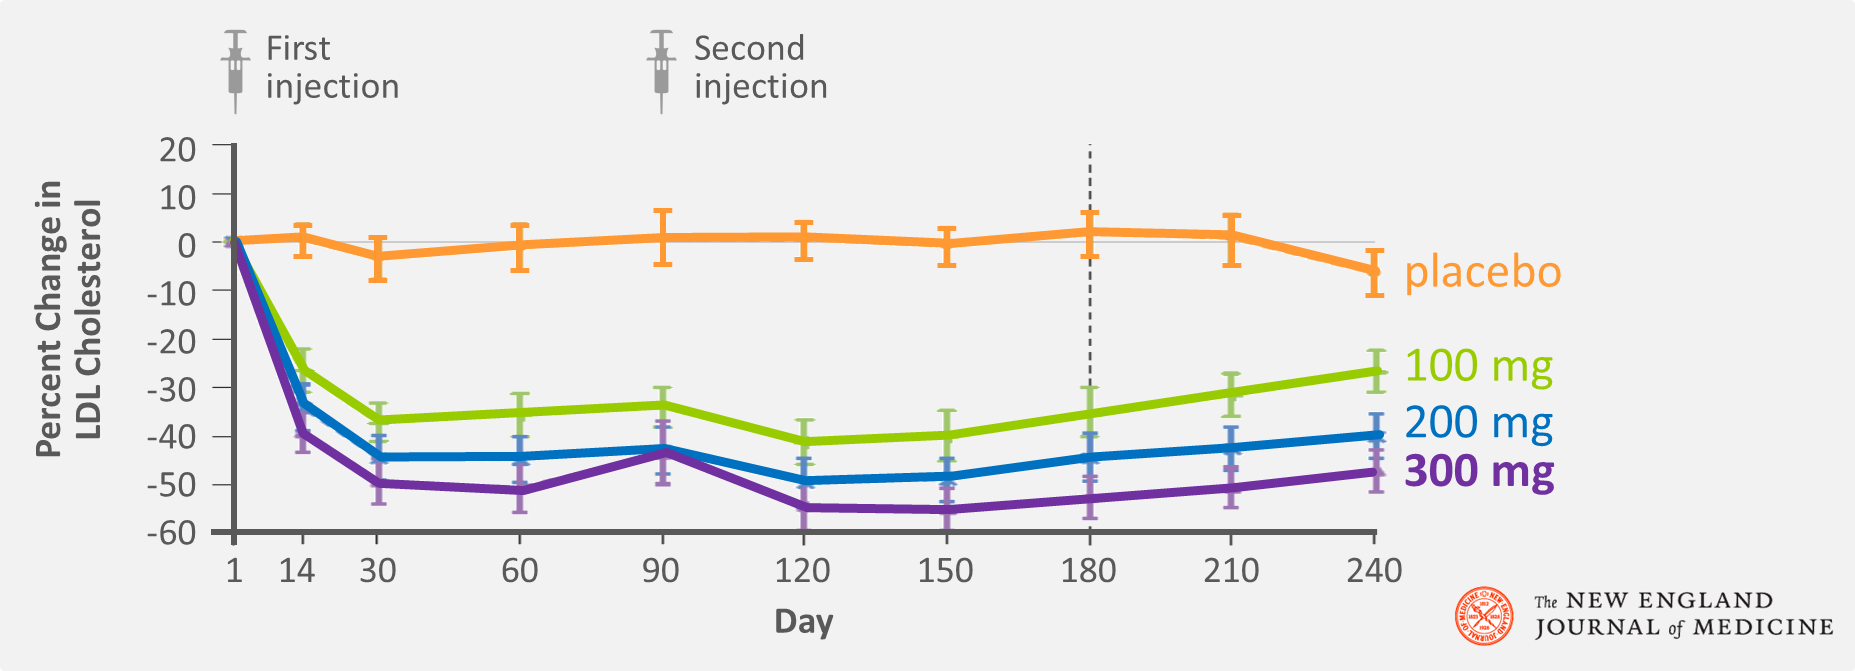 First
injection
Second
injection
Percent Change in
LDL Cholesterol
20
10
0
-10
-20
-30
-40
-50
-60
placebo
100 mg
200 mg
300 mg
1 14 30 60 90 120 150 180 210 240
Day
The NEW ENGLAND
JOURNAL of MEDICINE